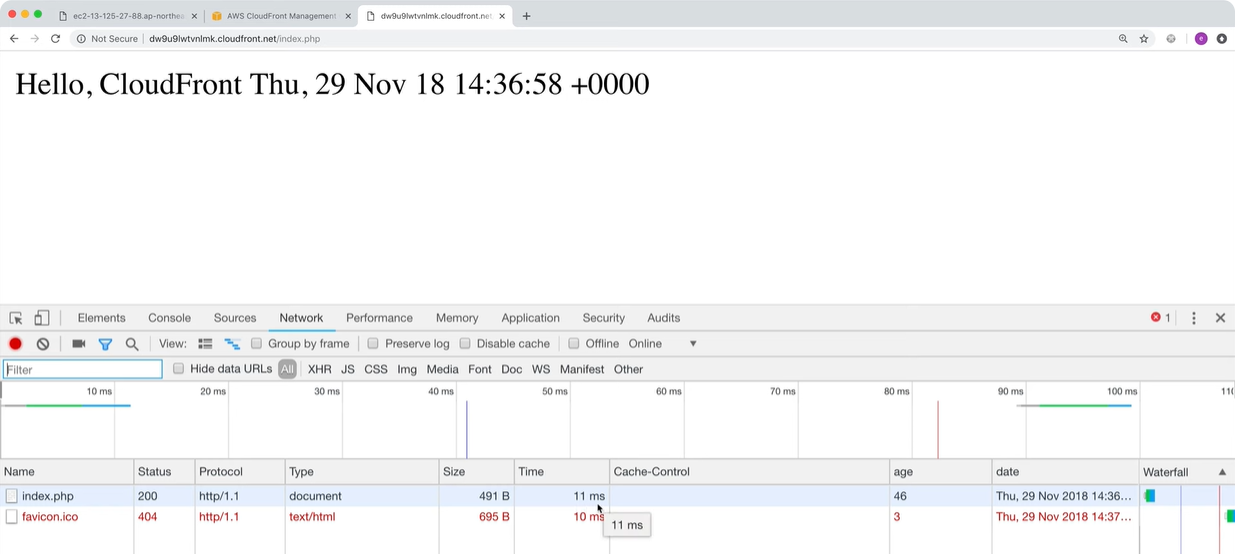 ec2-13-125-27-88.ap-northea
AWS CloudFront Management
dw9u9lwtvnlmk.cloudfront.net
Not Secure
dw9u9lwtvnlmk.cloudfront.net/index.php
e
Hello, CloudFront Thu, 29 Nov 18 14:36:58 +0000
Elements Console Sources Network Performance Memory Application Security Audits 1
View: Group by frame Preserve log Disable cache Offline Online
Filter Hide data URLs All XHR JS CSS Img Media Font Doc WS Manifest Other
10 ms 20 ms 30 ms 40 ms 50 ms 60 ms 70 ms 80 ms 90 ms 100 ms 110
Name Status Protocol Type Size Time Cache-Control age date Waterfall
index.php 200 http/1.1 document 491 B 11 ms 46 Thu, 29 Nov 2018 14:36...
favicon.ico 404 http/1.1 text/html 695 B 10 ms 3 Thu, 29 Nov 2018 14:37...
11 ms